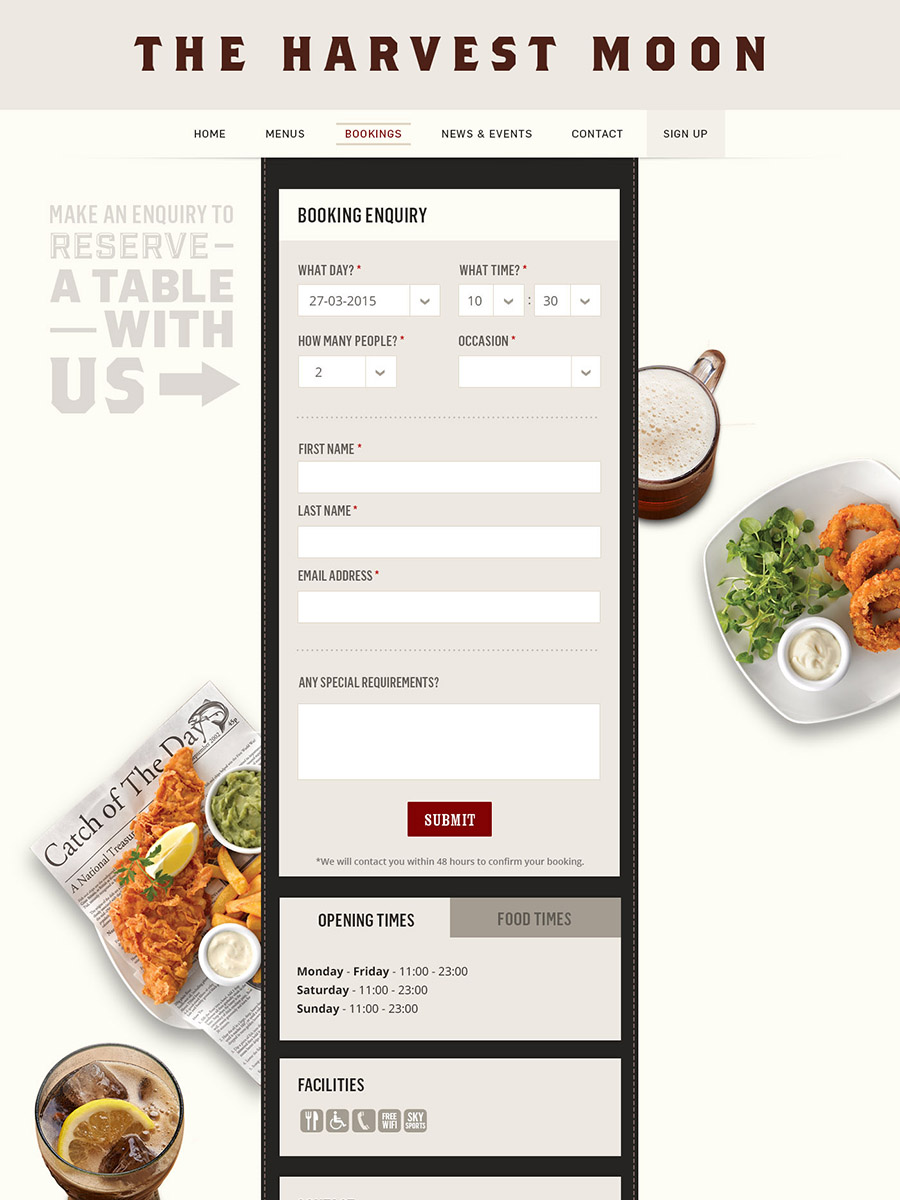 THE HARVEST MOON
HOME MENUS BOOKINGS NEWS & EVENTS CONTACT SIGN UP
MAKE AN ENQUIRY TO
RESERVE–
A TABLE
—WITH
US
BOOKING ENQUIRY
WHAT DAY? * WHAT TIME? *
27-03-2015 10 : 30
HOW MANY PEOPLE? * OCCASION *
2
FIRST NAME *
LAST NAME *
EMAIL ADDRESS *
ANY SPECIAL REQUIREMENTS?
SUBMIT
*We will contact you within 48 hours to confirm your booking.
Catch of The Day
45p
September 2002
A National Treasure
OPENING TIMES FOOD TIMES
Monday - Friday - 11:00 - 23:00
Saturday - 11:00 - 23:00
Sunday - 11:00 - 23:00
FACILITIES
FREE
WIFI
SKY
SPORTS